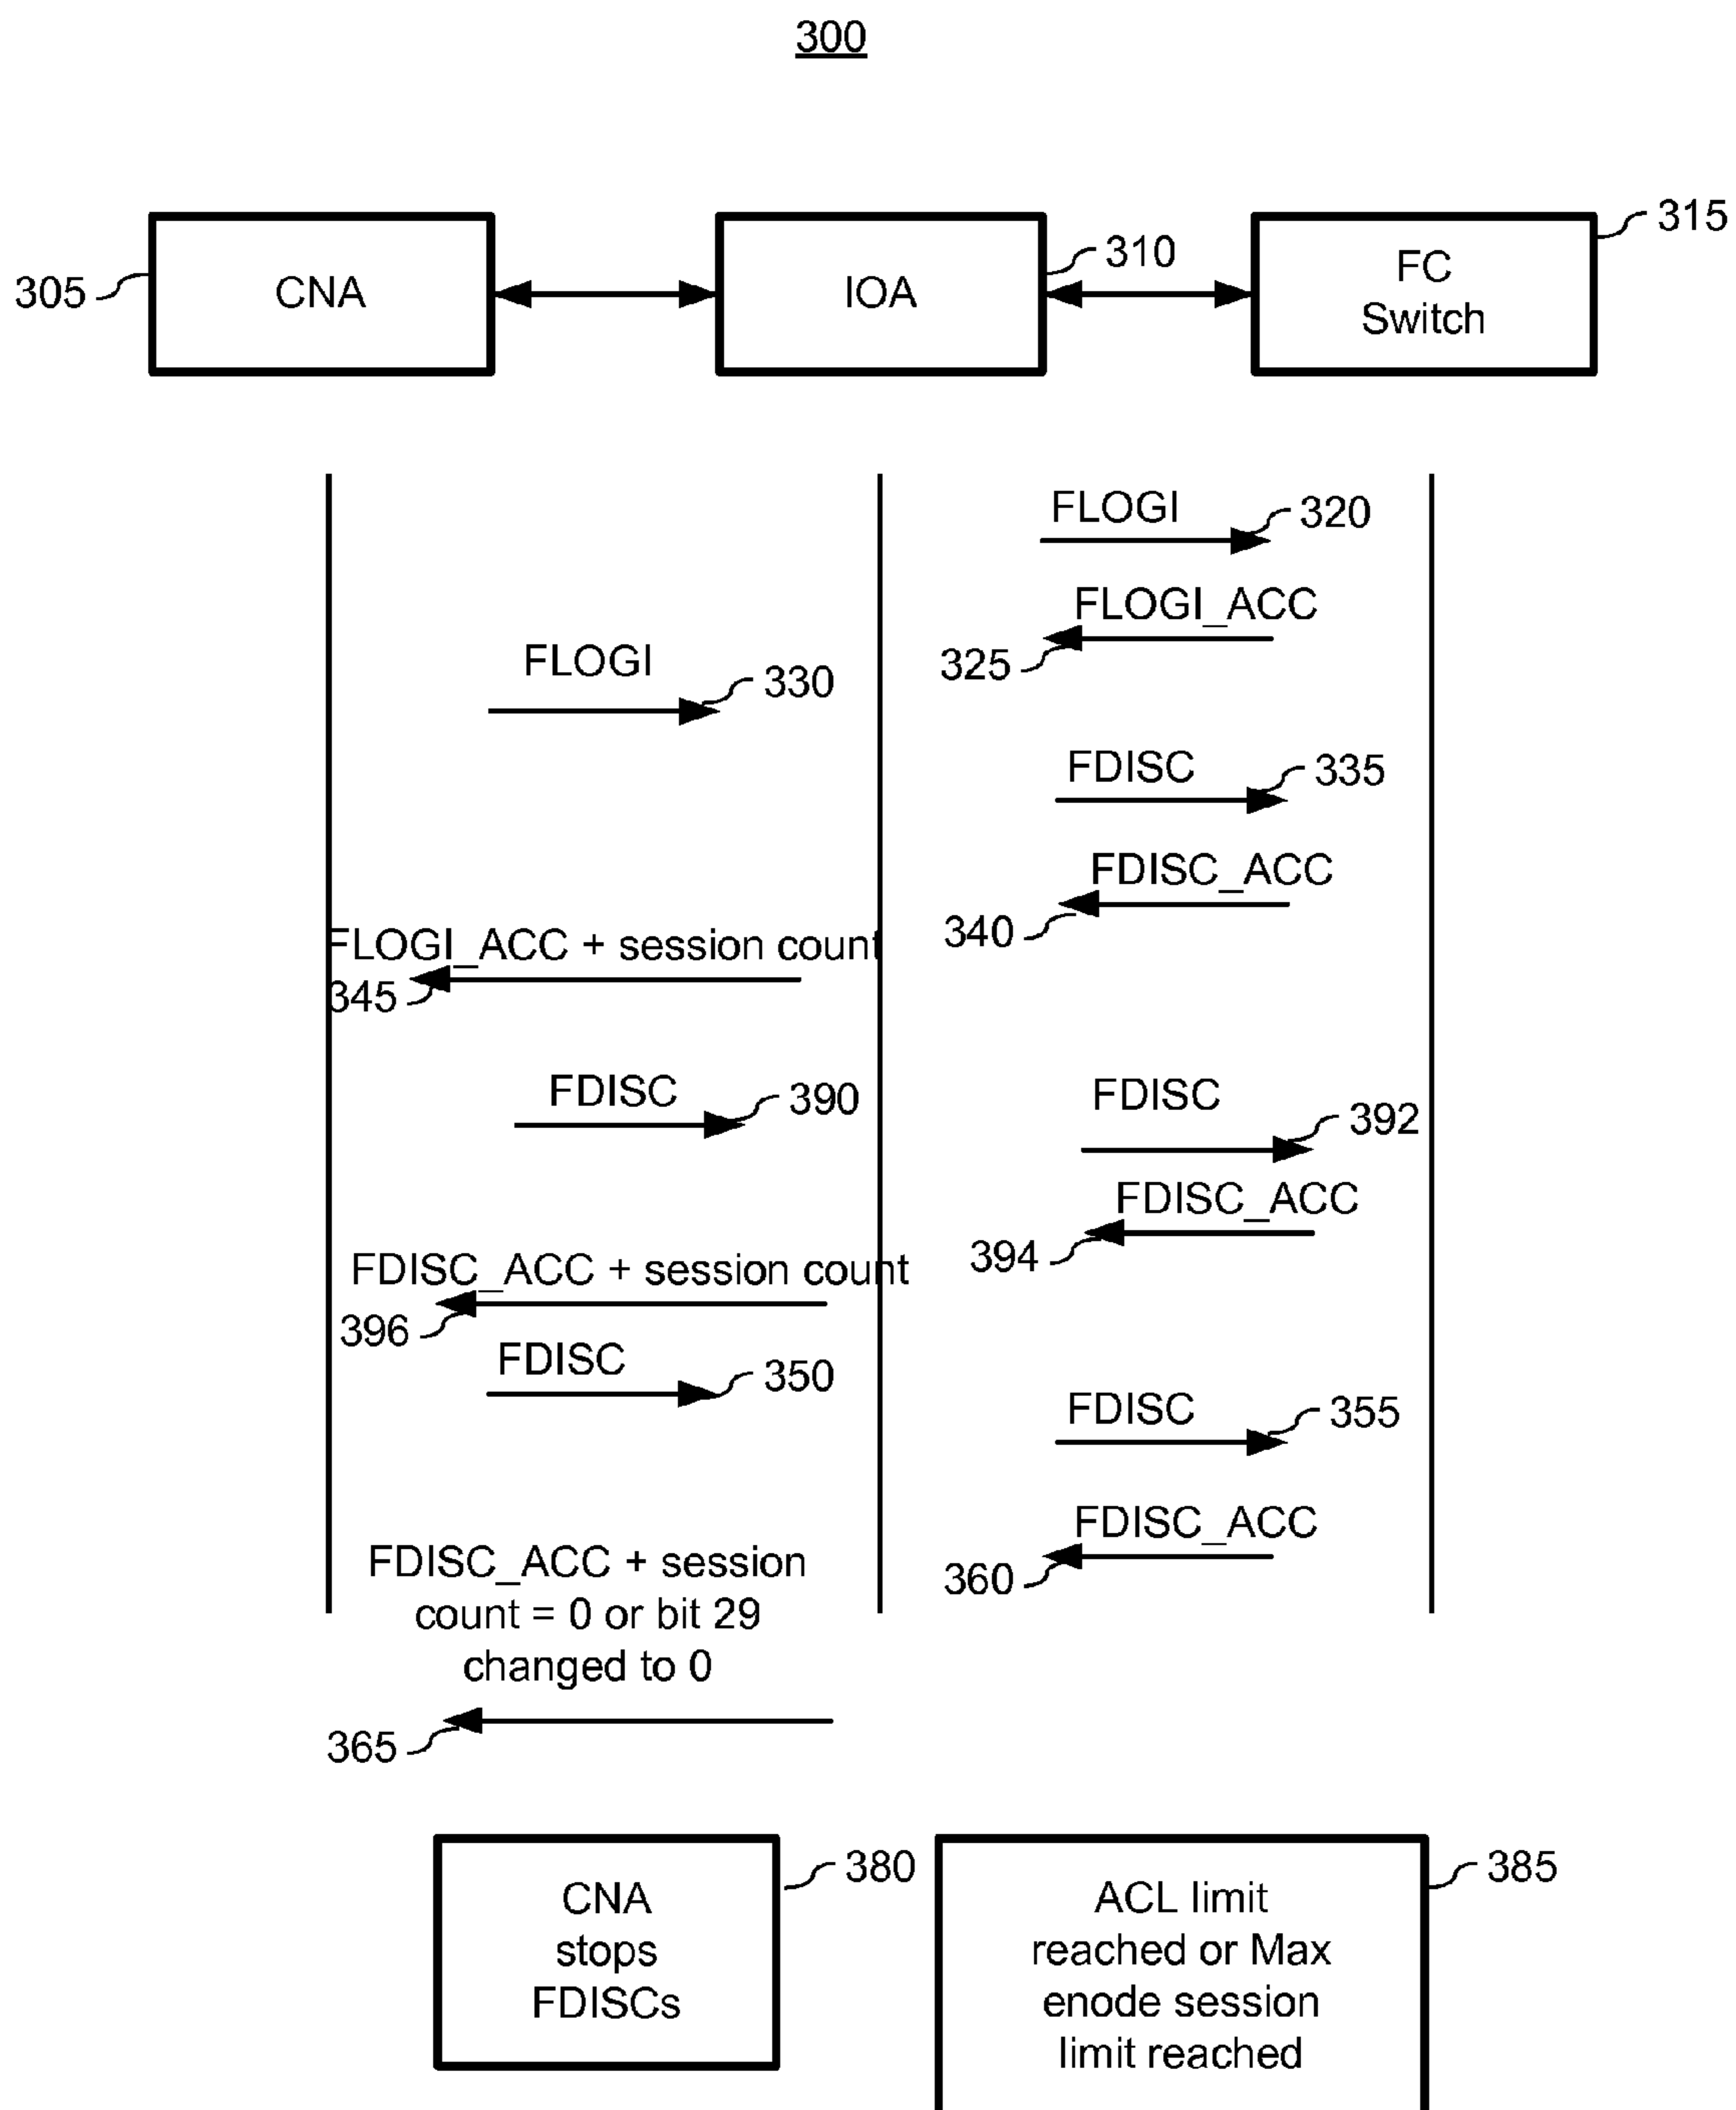 300
315
305
CNA
IOA
310
FC
Switch
FLOGI
320
FLOGI_ACC
325
FLOGI
330
FDISC
335
FDISC_ACC
340
FLOGI_ACC + session count
345
FDISC
390
FDISC
392
FDISC_ACC
394
FDISC_ACC + session count
396
FDISC
350
FDISC
355
FDISC_ACC
360
FDISC_ACC + session
count = 0 or bit 29
changed to 0
365
CNA
stops
FDISCs
380
ACL limit
reached or Max
enode session
limit reached
385